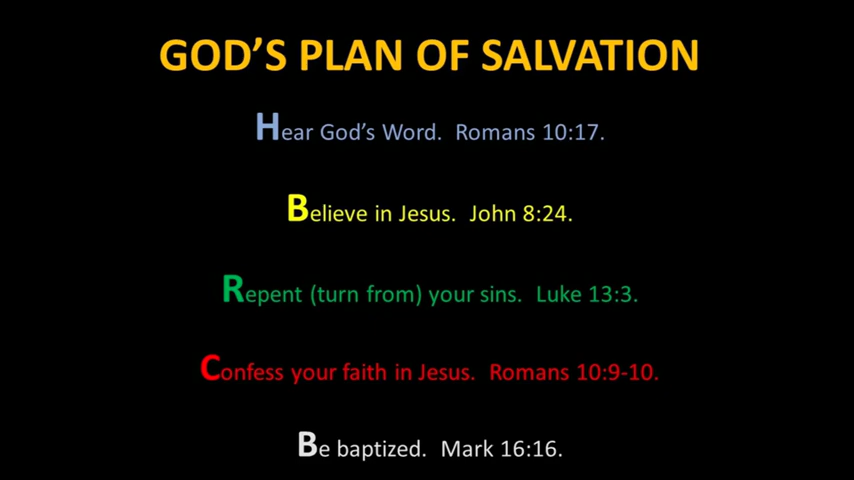 GOD’S PLAN OF SALVATION
Hear God’s Word.  Romans 10:17.
Believe in Jesus.  John 8:24.
Repent (turn from) your sins.  Luke 13:3.
Confess your faith in Jesus.  Romans 10:9-10.
Be baptized.  Mark 16:16.